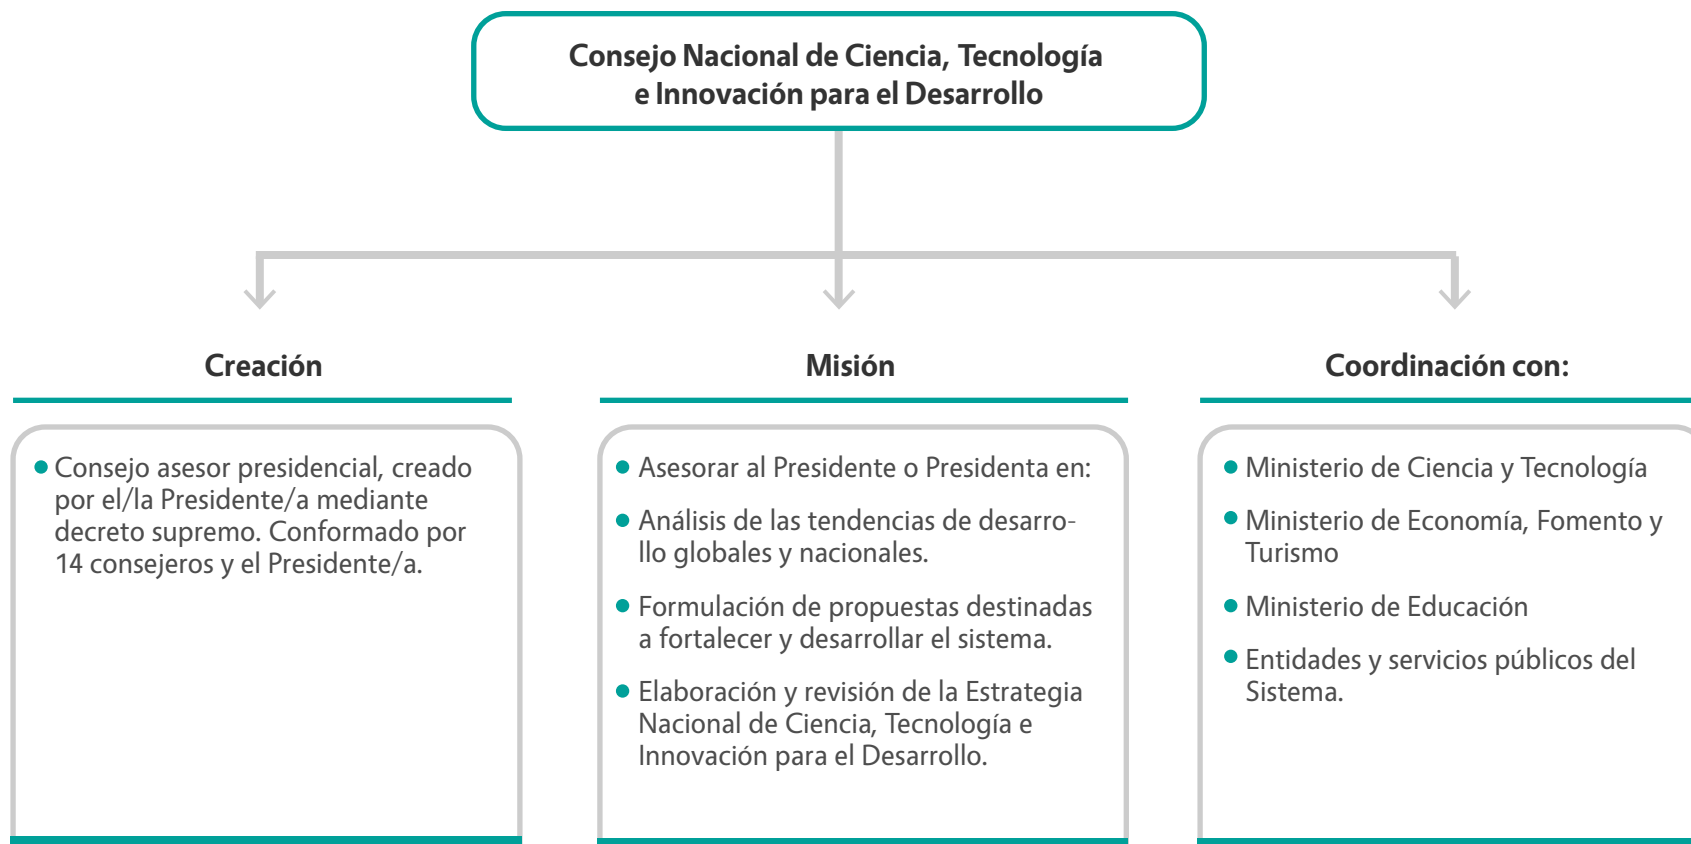 Consejo Nacional de Ciencia, Tecnología
e Innovación para el Desarrollo
Creación
Consejo asesor presidencial, creado
por el/la Presidente/a mediante
decreto supremo. Conformado por
14 consejeros y el Presidente/a.
Misión
Asesorar al Presidente o Presidenta en:
Análisis de las tendencias de desarro-
llo globales y nacionales.
Formulación de propuestas destinadas
a fortalecer y desarrollar el sistema.
Elaboración y revisión de la Estrategia
Nacional de Ciencia, Tecnología e
Innovación para el Desarrollo.
Coordinación con:
Ministerio de Ciencia y Tecnología
Ministerio de Economía, Fomento y
Turismo
Ministerio de Educación
Entidades y servicios públicos del
Sistema.